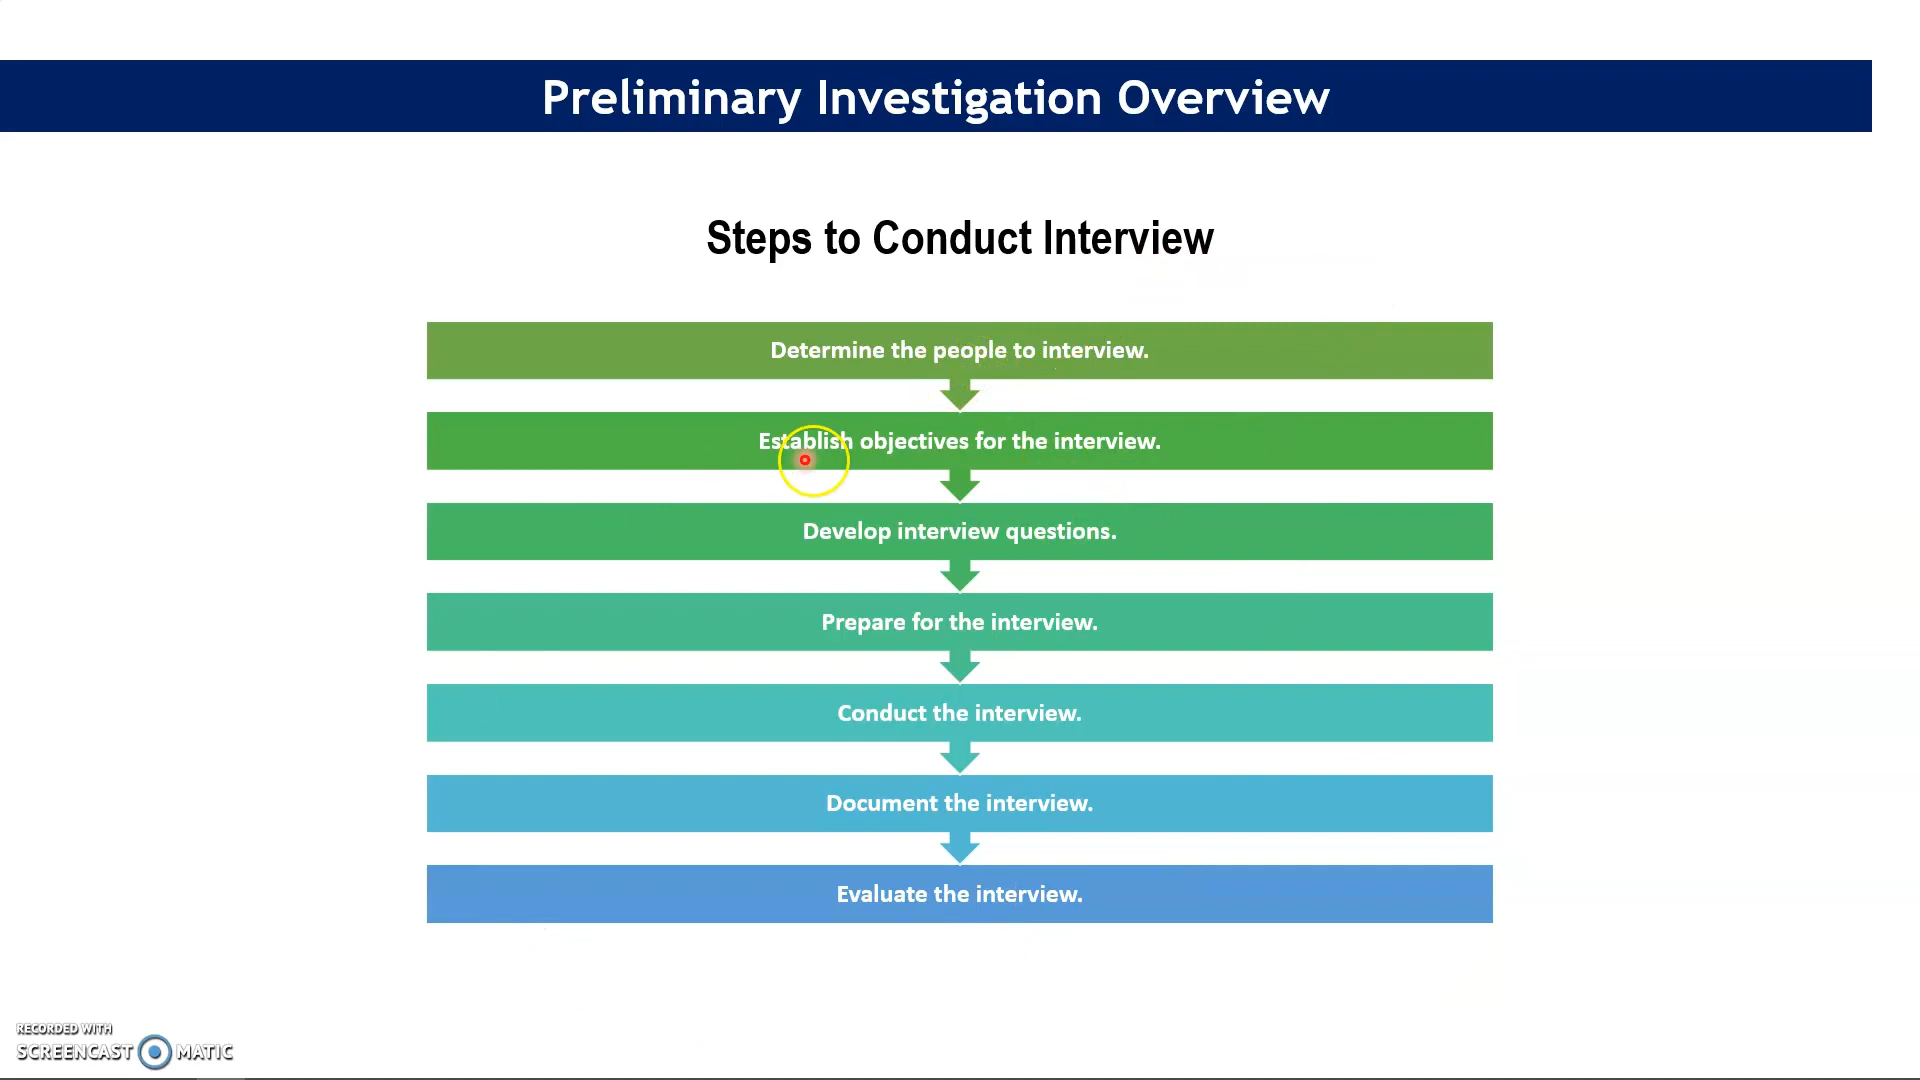 Preliminary Investigation Overview
Steps to Conduct Interview
Determine the people to interview.
Establish objectives for the interview.
Develop interview questions.
Prepare for the interview.
Conduct the interview.
Document the interview.
Evaluate the interview.
RECORDED WITH
SCREENCAST MATIC